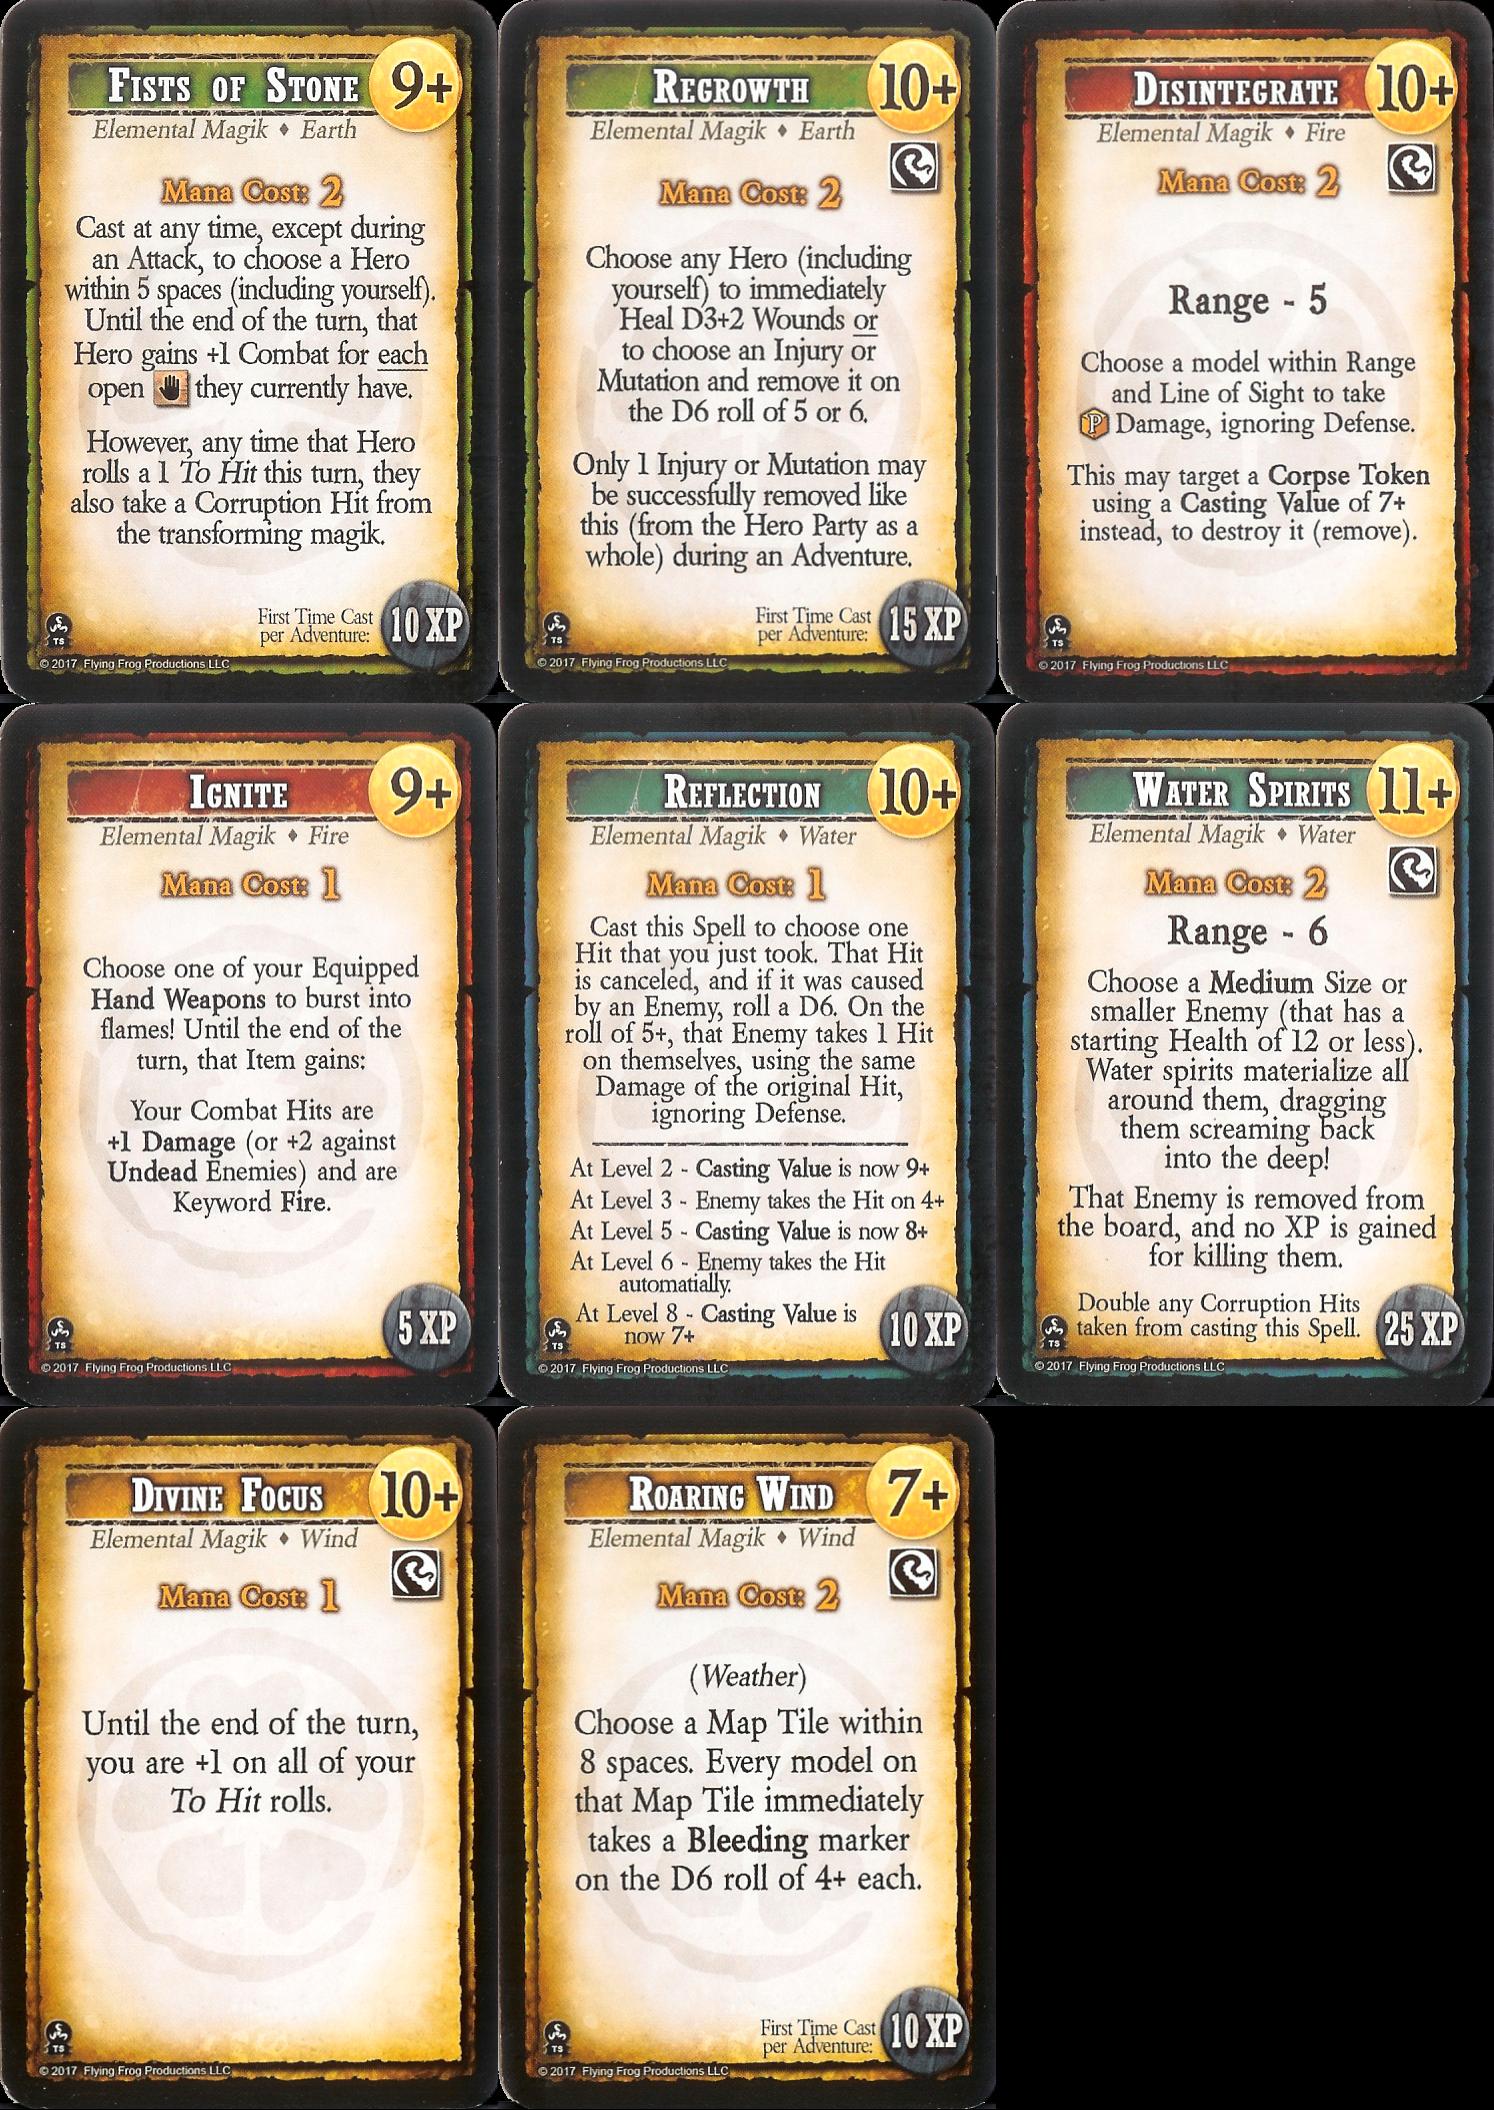 FISTS OF STONE
9+
Elemental Magik ♦ Earth
Mana Cost: 2
Cast at any time, except during
an Attack, to choose a Hero
within 5 spaces (including yourself).
Until the end of the turn, that
Hero gains +1 Combat for each
open they currently have.
However, any time that Hero
rolls a 1 To Hit this turn, they
also take a Corruption Hit from
the transforming magik.
First Time Cast
per Adventure:
10 XP
TS
© 2017 Flying Frog Productions LLC
REGROWTH
10+
Elemental Magik ♦ Earth
Mana Cost: 2
Choose any Hero (including
yourself) to immediately
Heal D3+2 Wounds or
to choose an Injury or
Mutation and remove it on
the D6 roll of 5 or 6.
Only 1 Injury or Mutation may
be successfully removed like
this (from the Hero Party as a
whole) during an Adventure.
First Time Cast
per Adventure:
15 XP
TS
© 2017 Flying Frog Productions LLC
DISINTEGRATE
10+
Elemental Magik ♦ Fire
Mana Cost: 2
Range - 5
Choose a model within Range
and Line of Sight to take
P Damage, ignoring Defense.
This may target a Corpse Token
using a Casting Value of 7+
instead, to destroy it (remove).
TS
© 2017 Flying Frog Productions LLC
IGNITE
9+
Elemental Magik ♦ Fire
Mana Cost: 1
Choose one of your Equipped
Hand Weapons to burst into
flames! Until the end of the
turn, that Item gains:
Your Combat Hits are
+1 Damage (or +2 against
Undead Enemies) and are
Keyword Fire.
5 XP
TS
© 2017 Flying Frog Productions LLC
REFLECTION
10+
Elemental Magik ♦ Water
Mana Cost: 1
Cast this Spell to choose one
Hit that you just took. That Hit
is canceled, and if it was caused
by an Enemy, roll a D6. On the
roll of 5+, that Enemy takes 1 Hit
on themselves, using the same
Damage of the original Hit,
ignoring Defense.
At Level 2 - Casting Value is now 9+
At Level 3 - Enemy takes the Hit on 4+
At Level 5 - Casting Value is now 8+
At Level 6 - Enemy takes the Hit
automatially.
At Level 8 - Casting Value is
now 7+
10 XP
TS
© 2017 Flying Frog Productions LLC
WATER SPIRITS
11+
Elemental Magik ♦ Water
Mana Cost: 2
Range - 6
Choose a Medium Size or
smaller Enemy (that has a
starting Health of 12 or less).
Water spirits materialize all
around them, dragging
them screaming back
into the deep!
That Enemy is removed from
the board, and no XP is gained
for killing them.
Double any Corruption Hits
taken from casting this Spell.
25 XP
TS
© 2017 Flying Frog Productions LLC
DIVINE FOCUS
10+
Elemental Magik ♦ Wind
Mana Cost: 1
Until the end of the turn,
you are +1 on all of your
To Hit rolls.
TS
© 2017 Flying Frog Productions LLC
ROARING WIND
7+
Elemental Magik ♦ Wind
Mana Cost: 2
(Weather)
Choose a Map Tile within
8 spaces. Every model on
that Map Tile immediately
takes a Bleeding marker
on the D6 roll of 4+ each.
First Time Cast
per Adventure:
10 XP
TS
© 2017 Flying Frog Productions LLC